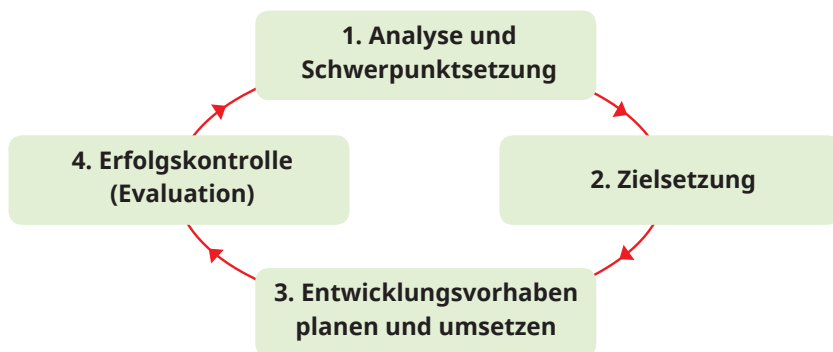 1. Analyse und
Schwerpunktsetzung
2. Zielsetzung
3. Entwicklungsvorhaben
planen und umsetzen
4. Erfolgskontrolle
(Evaluation)